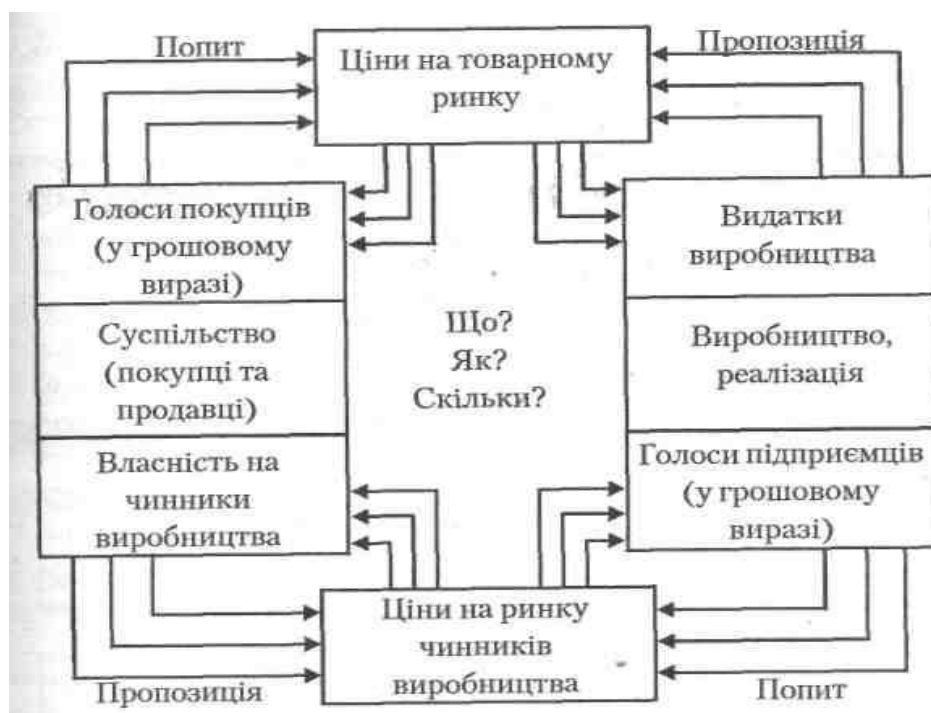 Попит
Ціни на товарному
ринку
Пропозиція
Голоси покупців
(у грошовому
виразі)
Суспільство
(покупці та
продавці)
Власність на
чинники
виробництва
Що?
Як?
Скільки?
Видатки
виробництва
Виробництво,
реалізація
Голоси підприємців
(у грошовому
виразі)
Пропозиція
Ціни на ринку
чинників
виробництва
Попит